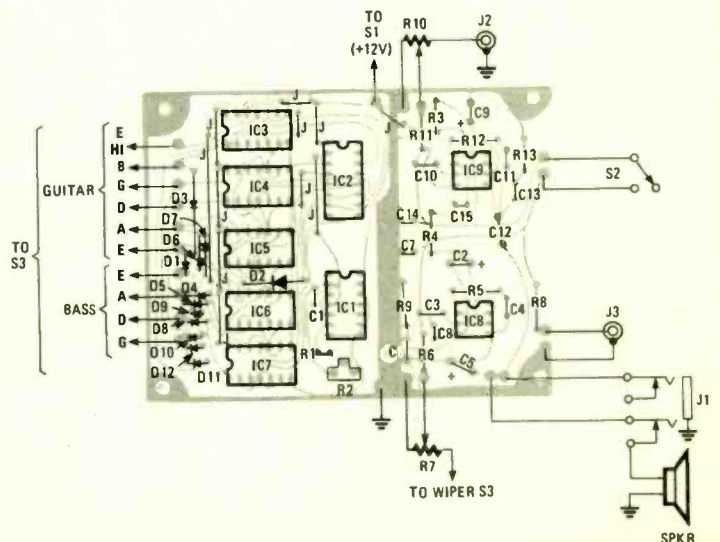 TO
S1
(+12V)
R10
J2
E
HI
B
G
D
A
E
GUITAR
E
A
D
G
BASS
TO
S3
D3
D7
D6
D1
D5
D4
D9
D8
D10
D12
D11
D2
J
J
J
J
J
J
J
J
J
IC3
IC4
IC5
IC6
IC7
IC2
IC1
C1
R1
R2
R3
C9
R11
R12
R13
C10
IC9
C11
C13
S2
C14
C15
R4
C12
C7
C2
R5
R9
C3
C8
IC8
C4
R8
J3
C6
R6
C5
R7
TO WIPER S3
J1
SPKR
+
+
+